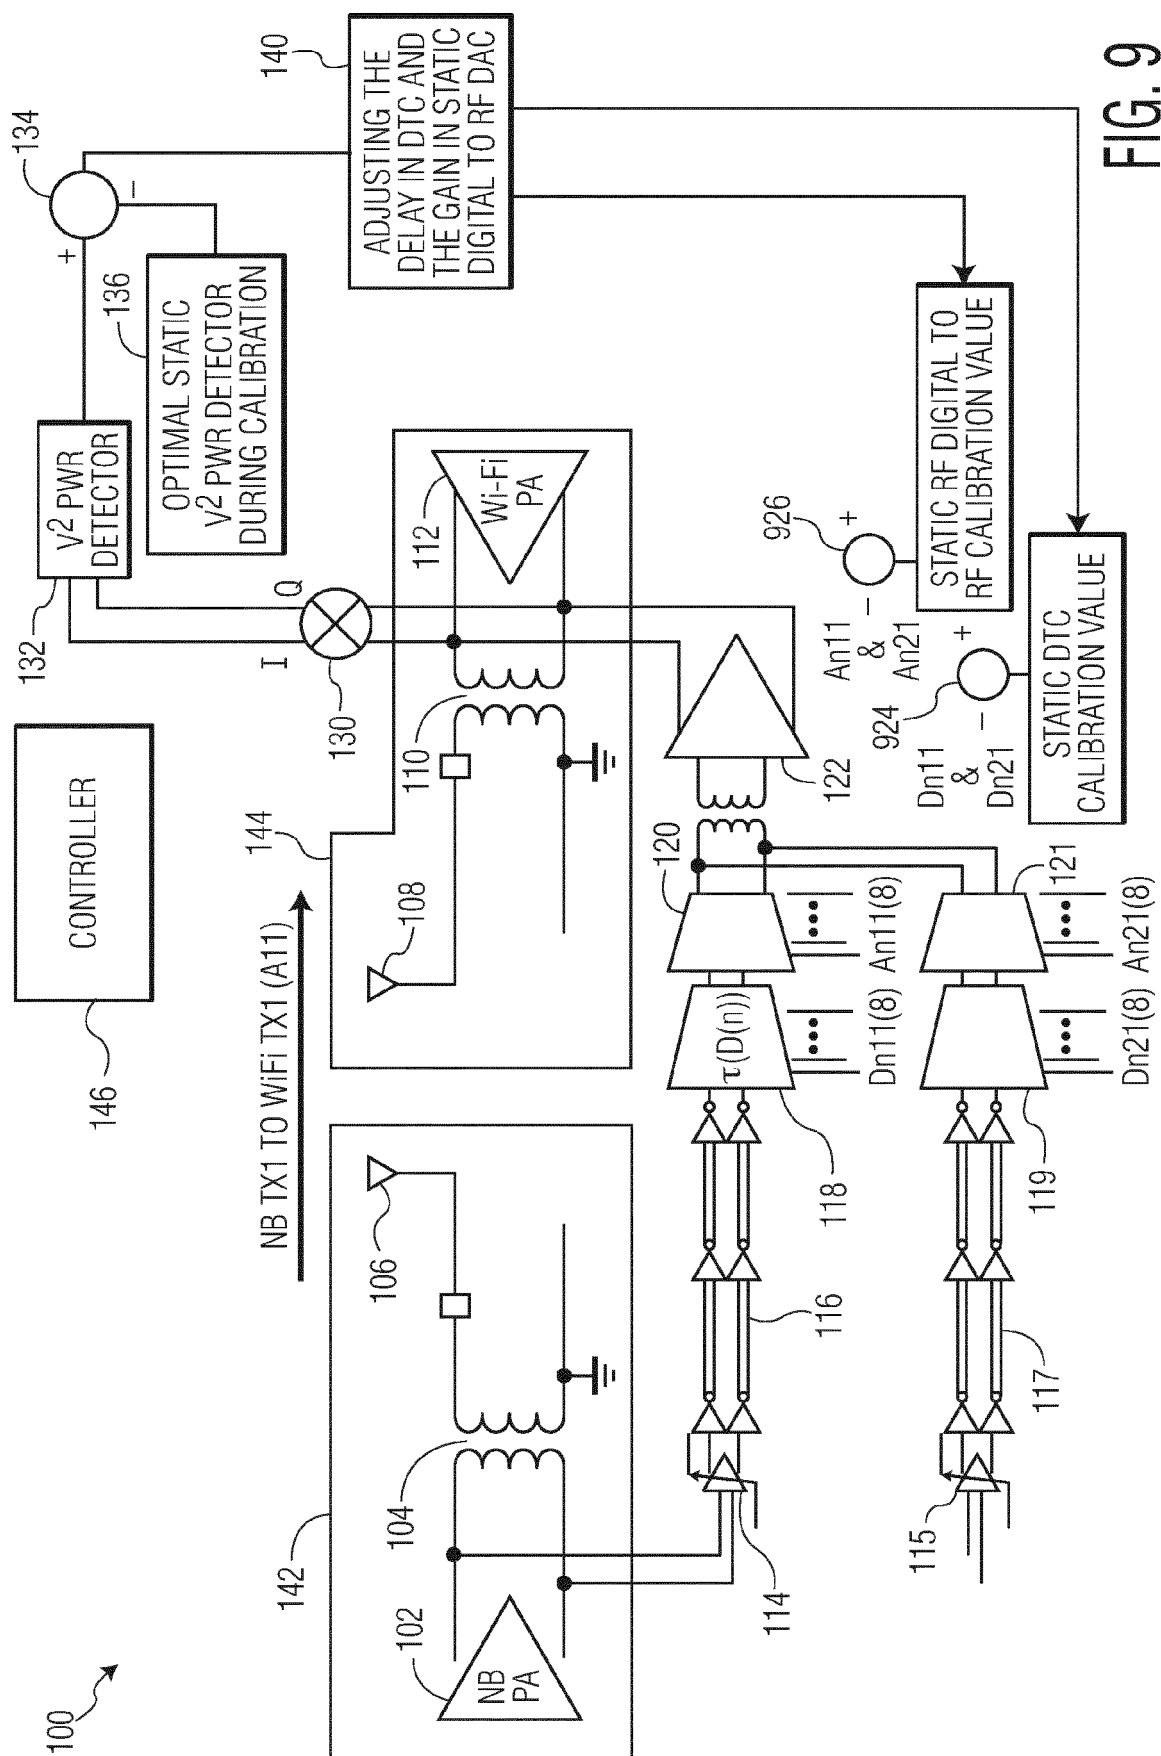 100
146
CONTROLLER
NB TX1 TO WiFi TX1 (A11)
142
102
NB
PA
104
106
144
108
110
112
Wi-Fi
PA
130
I
Q
132
V2 PWR
DETECTOR
134
+
−
136
OPTIMAL STATIC
V2 PWR DETECTOR
DURING CALIBRATION
140
ADJUSTING THE
DELAY IN DTC AND
THE GAIN IN STATIC
DIGITAL TO RF DAC
114
116
118
τ(D(n))
120
122
Dn11(8)
An11(8)
115
117
119
121
Dn21(8)
An21(8)
An11
&
An21
926
+
−
STATIC RF DIGITAL TO
RF CALIBRATION VALUE
Dn11
&
Dn21
924
+
−
STATIC DTC
CALIBRATION VALUE
FIG. 9